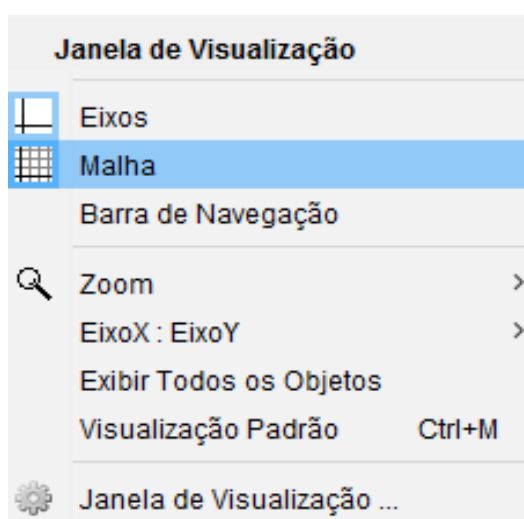 Janela de Visualização
Eixos
Malha
Barra de Navegação
Zoom
EixoX : EixoY
Exibir Todos os Objetos
Visualização Padrão Ctrl+M
Janela de Visualização ...